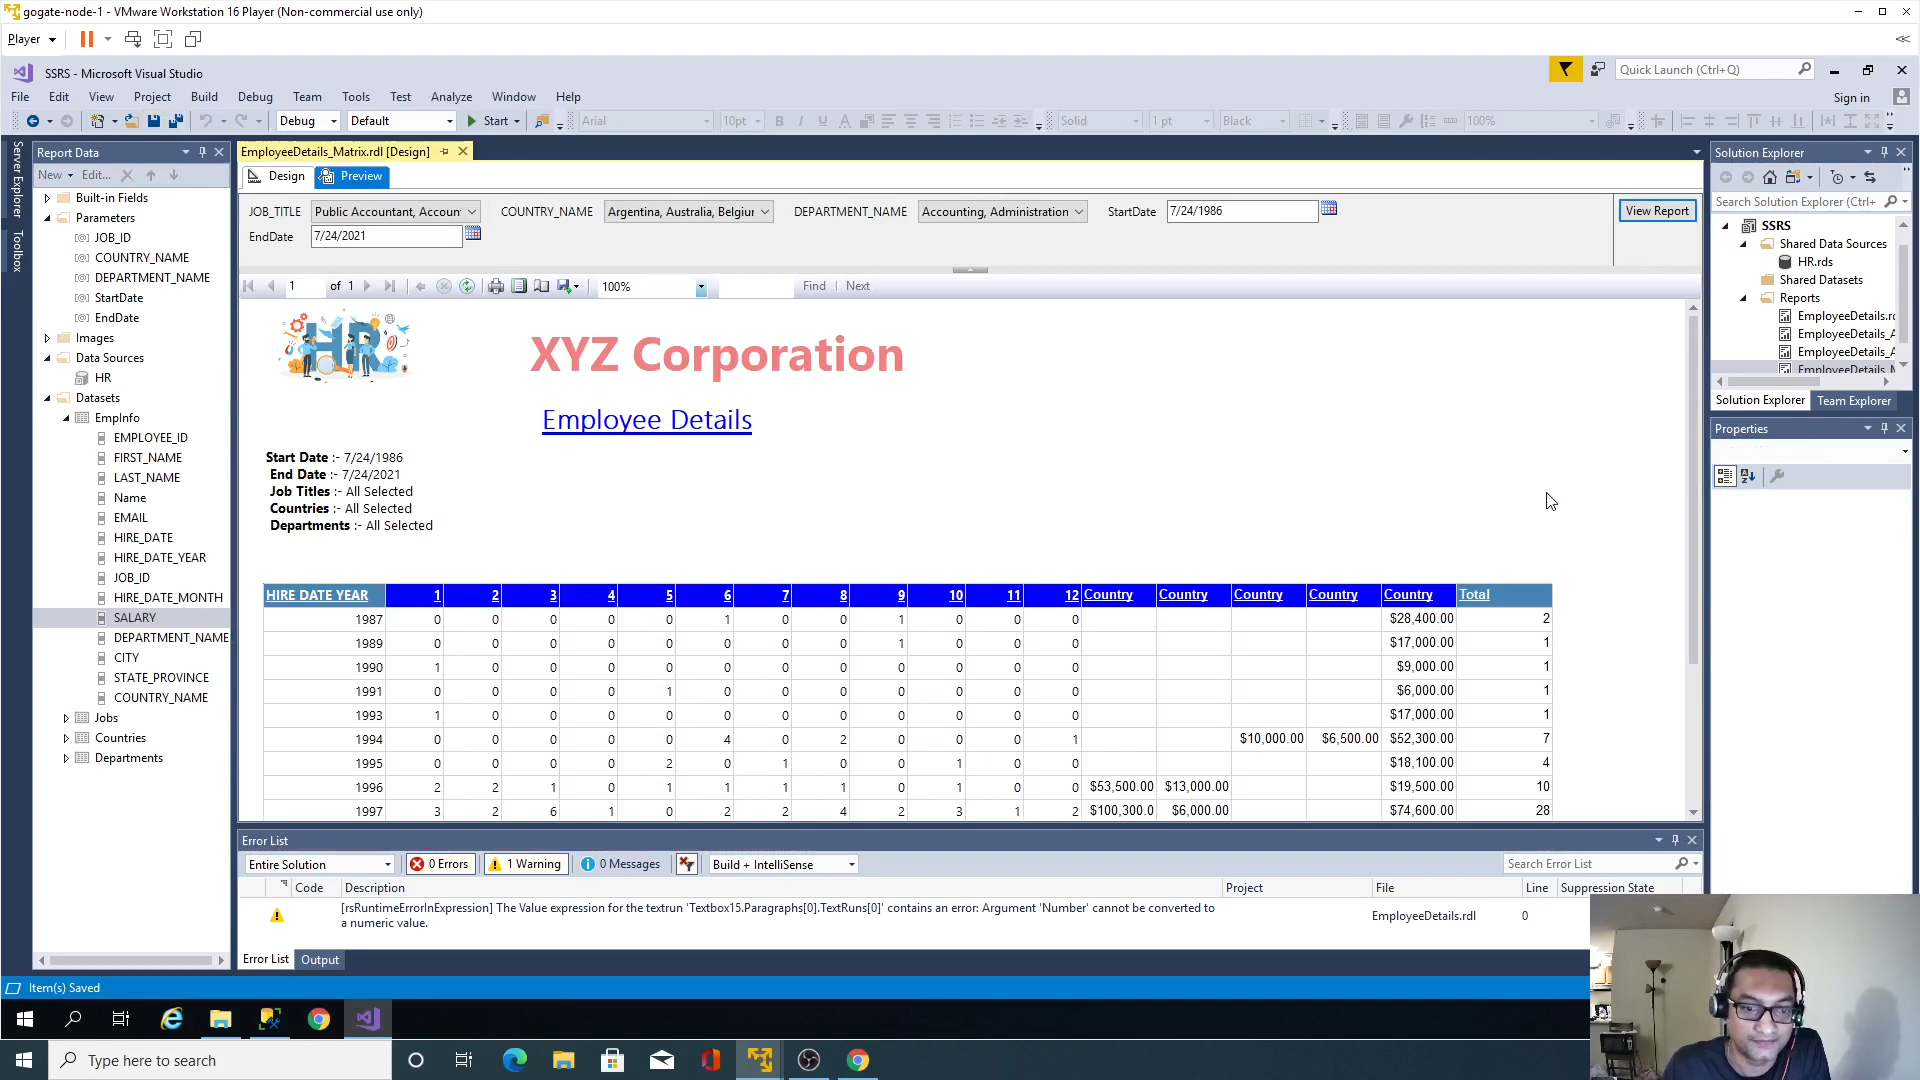 gogate-node-1 - VMware Workstation 16 Player (Non-commercial use only)
Player
SSRS - Microsoft Visual Studio
Quick Launch (Ctrl+Q)
File Edit View Project Build Debug Team Tools Test Analyze Window Help
Sign in
Debug Default Start Arial 10pt B I U A Solid 1 pt Black 100%
Server Explorer
Toolbox
Report Data
New Edit...
Built-in Fields
Parameters
JOB_ID
COUNTRY_NAME
DEPARTMENT_NAME
StartDate
EndDate
Images
Data Sources
HR
Datasets
EmpInfo
EMPLOYEE_ID
FIRST_NAME
LAST_NAME
Name
EMAIL
HIRE_DATE
HIRE_DATE_YEAR
JOB_ID
HIRE_DATE_MONTH
SALARY
DEPARTMENT_NAME
CITY
STATE_PROVINCE
COUNTRY_NAME
Jobs
Countries
Departments
EmployeeDetails_Matrix.rdl [Design]
Design Preview
JOB_TITLE Public Accountant, Accoun COUNTRY_NAME Argentina, Australia, Belgiur DEPARTMENT_NAME Accounting, Administration StartDate 7/24/1986
View Report
EndDate 7/24/2021
1 of 1 100% Find Next
HR
XYZ Corporation
Employee Details
Start Date :- 7/24/1986
End Date :- 7/24/2021
Job Titles :- All Selected
Countries :- All Selected
Departments :- All Selected
HIRE DATE YEAR 1 2 3 4 5 6 7 8 9 10 11 12 Country Country Country Country Country Total
1987 0 0 0 0 0 1 0 0 1 0 0 0 $28,400.00 2
1989 0 0 0 0 0 0 0 0 1 0 0 0 $17,000.00 1
1990 1 0 0 0 0 0 0 0 0 0 0 0 $9,000.00 1
1991 0 0 0 0 1 0 0 0 0 0 0 0 $6,000.00 1
1993 1 0 0 0 0 0 0 0 0 0 0 0 $17,000.00 1
1994 0 0 0 0 0 4 0 2 0 0 0 1 $10,000.00 $6,500.00 $52,300.00 7
1995 0 0 0 0 2 0 1 0 0 1 0 0 $18,100.00 4
1996 2 2 1 0 1 1 1 1 0 1 0 0 $53,500.00 $13,000.00 $19,500.00 10
1997 3 2 6 1 0 2 2 4 2 3 1 2 $100,300.0 $6,000.00 $74,600.00 28
Solution Explorer
Search Solution Explorer (Ctrl+
SSRS
Shared Data Sources
HR.rds
Shared Datasets
Reports
EmployeeDetails.rd
EmployeeDetails_A
EmployeeDetails_A
EmployeeDetails_M
Solution Explorer Team Explorer
Properties
Error List
Entire Solution 0 Errors 1 Warning 0 Messages Build + IntelliSense
Search Error List
Code Description Project File Line Suppression State
[rsRuntimeErrorInExpression] The Value expression for the textrun 'Textbox15.Paragraphs[0].TextRuns[0]' contains an error: Argument 'Number' cannot be converted to
a numeric value.
EmployeeDetails.rdl 0
Error List Output
Item(s) Saved
Type here to search